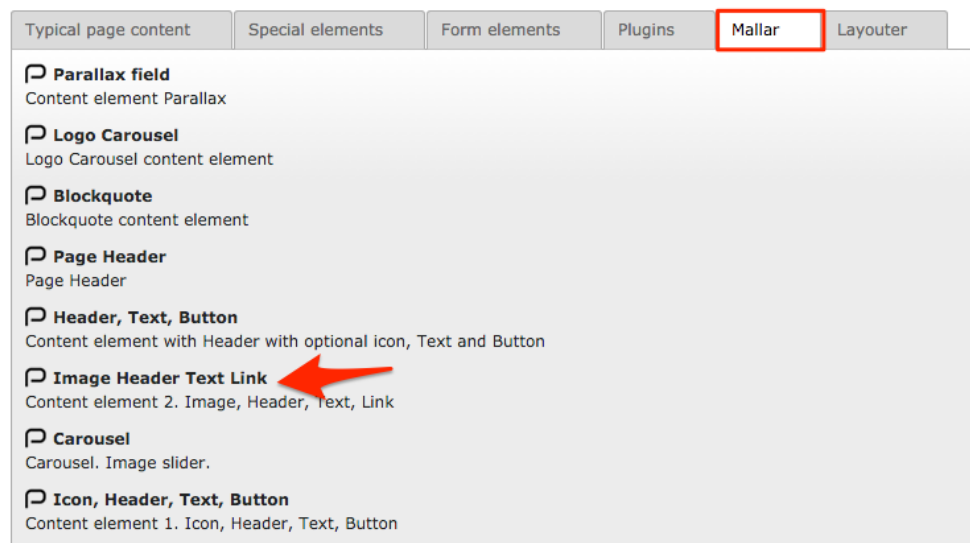 Typical page content Special elements Form elements Plugins Mallar Layouter
Parallax field
Content element Parallax
Logo Carousel
Logo Carousel content element
Blockquote
Blockquote content element
Page Header
Page Header
Header, Text, Button
Content element with Header with optional icon, Text and Button
Image Header Text Link
Content element 2. Image, Header, Text, Link
Carousel
Carousel. Image slider.
Icon, Header, Text, Button
Content element 1. Icon, Header, Text, Button